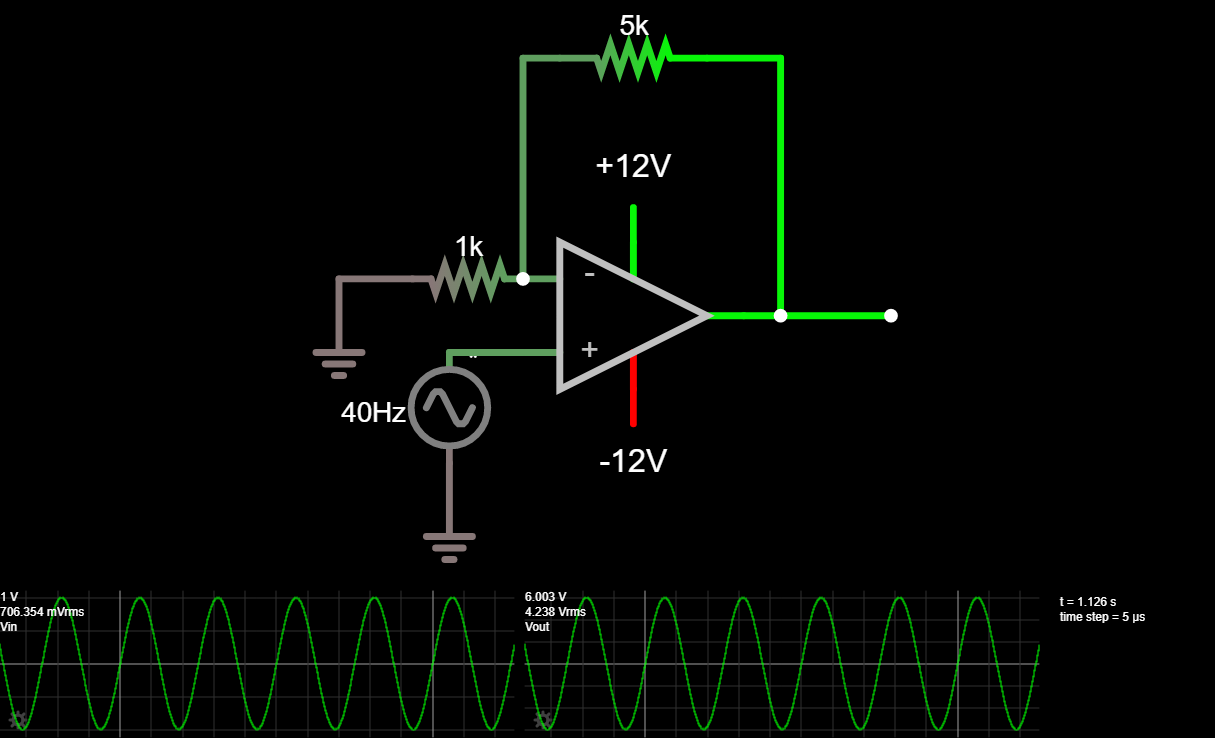 5k
+12V
1k
-
+
40Hz
-12V
1 V
706.354 mVrms
Vin
6.003 V
4.238 Vrms
Vout
t = 1.126 s
time step = 5 µs